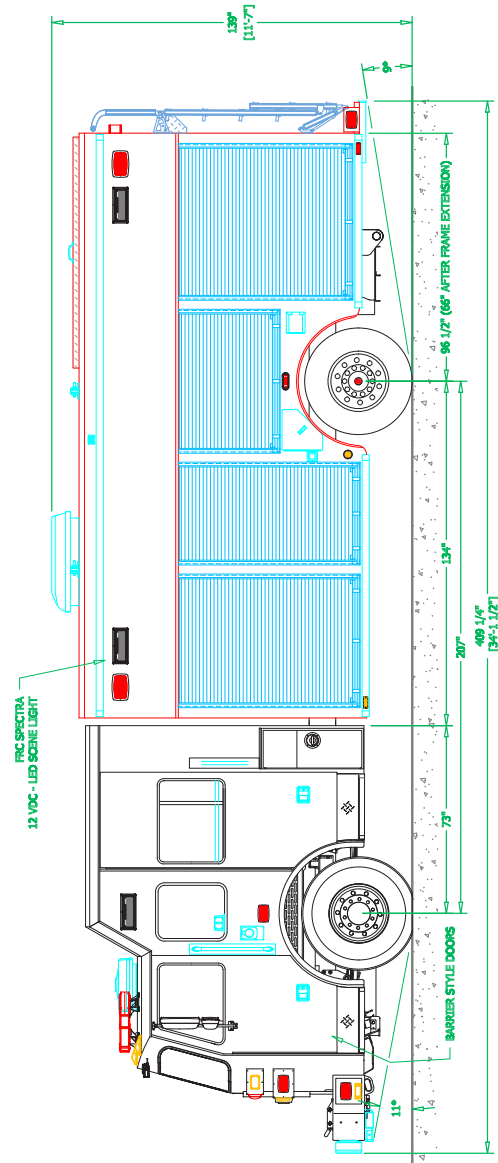 139"
[11'-7"]
9°
96 1/2" (66" AFTER FRAME EXTENSION)
134"
207"
409 1/4"
[34'-1 1/2"]
73"
11°
FRC SPECTRA
12 VDC - LED SCENE LIGHT
BARRIER STYLE DOORS